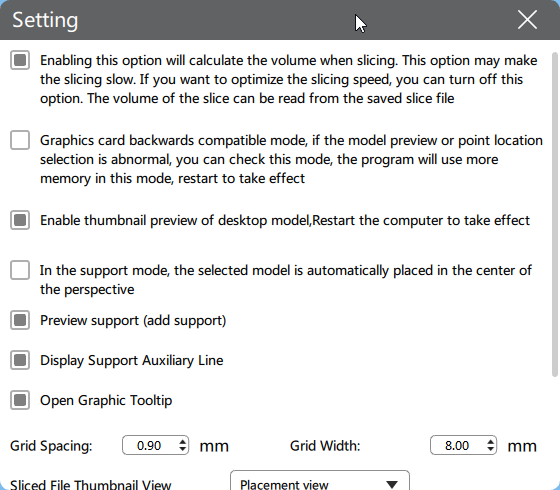 Setting
Enabling this option will calculate the volume when slicing. This option may make
the slicing slow. If you want to optimize the slicing speed, you can turn off this
option. The volume of the slice can be read from the saved slice file
Graphics card backwards compatible mode, if the model preview or point location
selection is abnormal, you can check this mode, the program will use more
memory in this mode, restart to take effect
Enable thumbnail preview of desktop model,Restart the computer to take effect
In the support mode, the selected model is automatically placed in the center of
the perspective
Preview support (add support)
Display Support Auxiliary Line
Open Graphic Tooltip
Grid Spacing: 0.90 mm Grid Width: 8.00 mm
Sliced File Thumbnail View Placement view